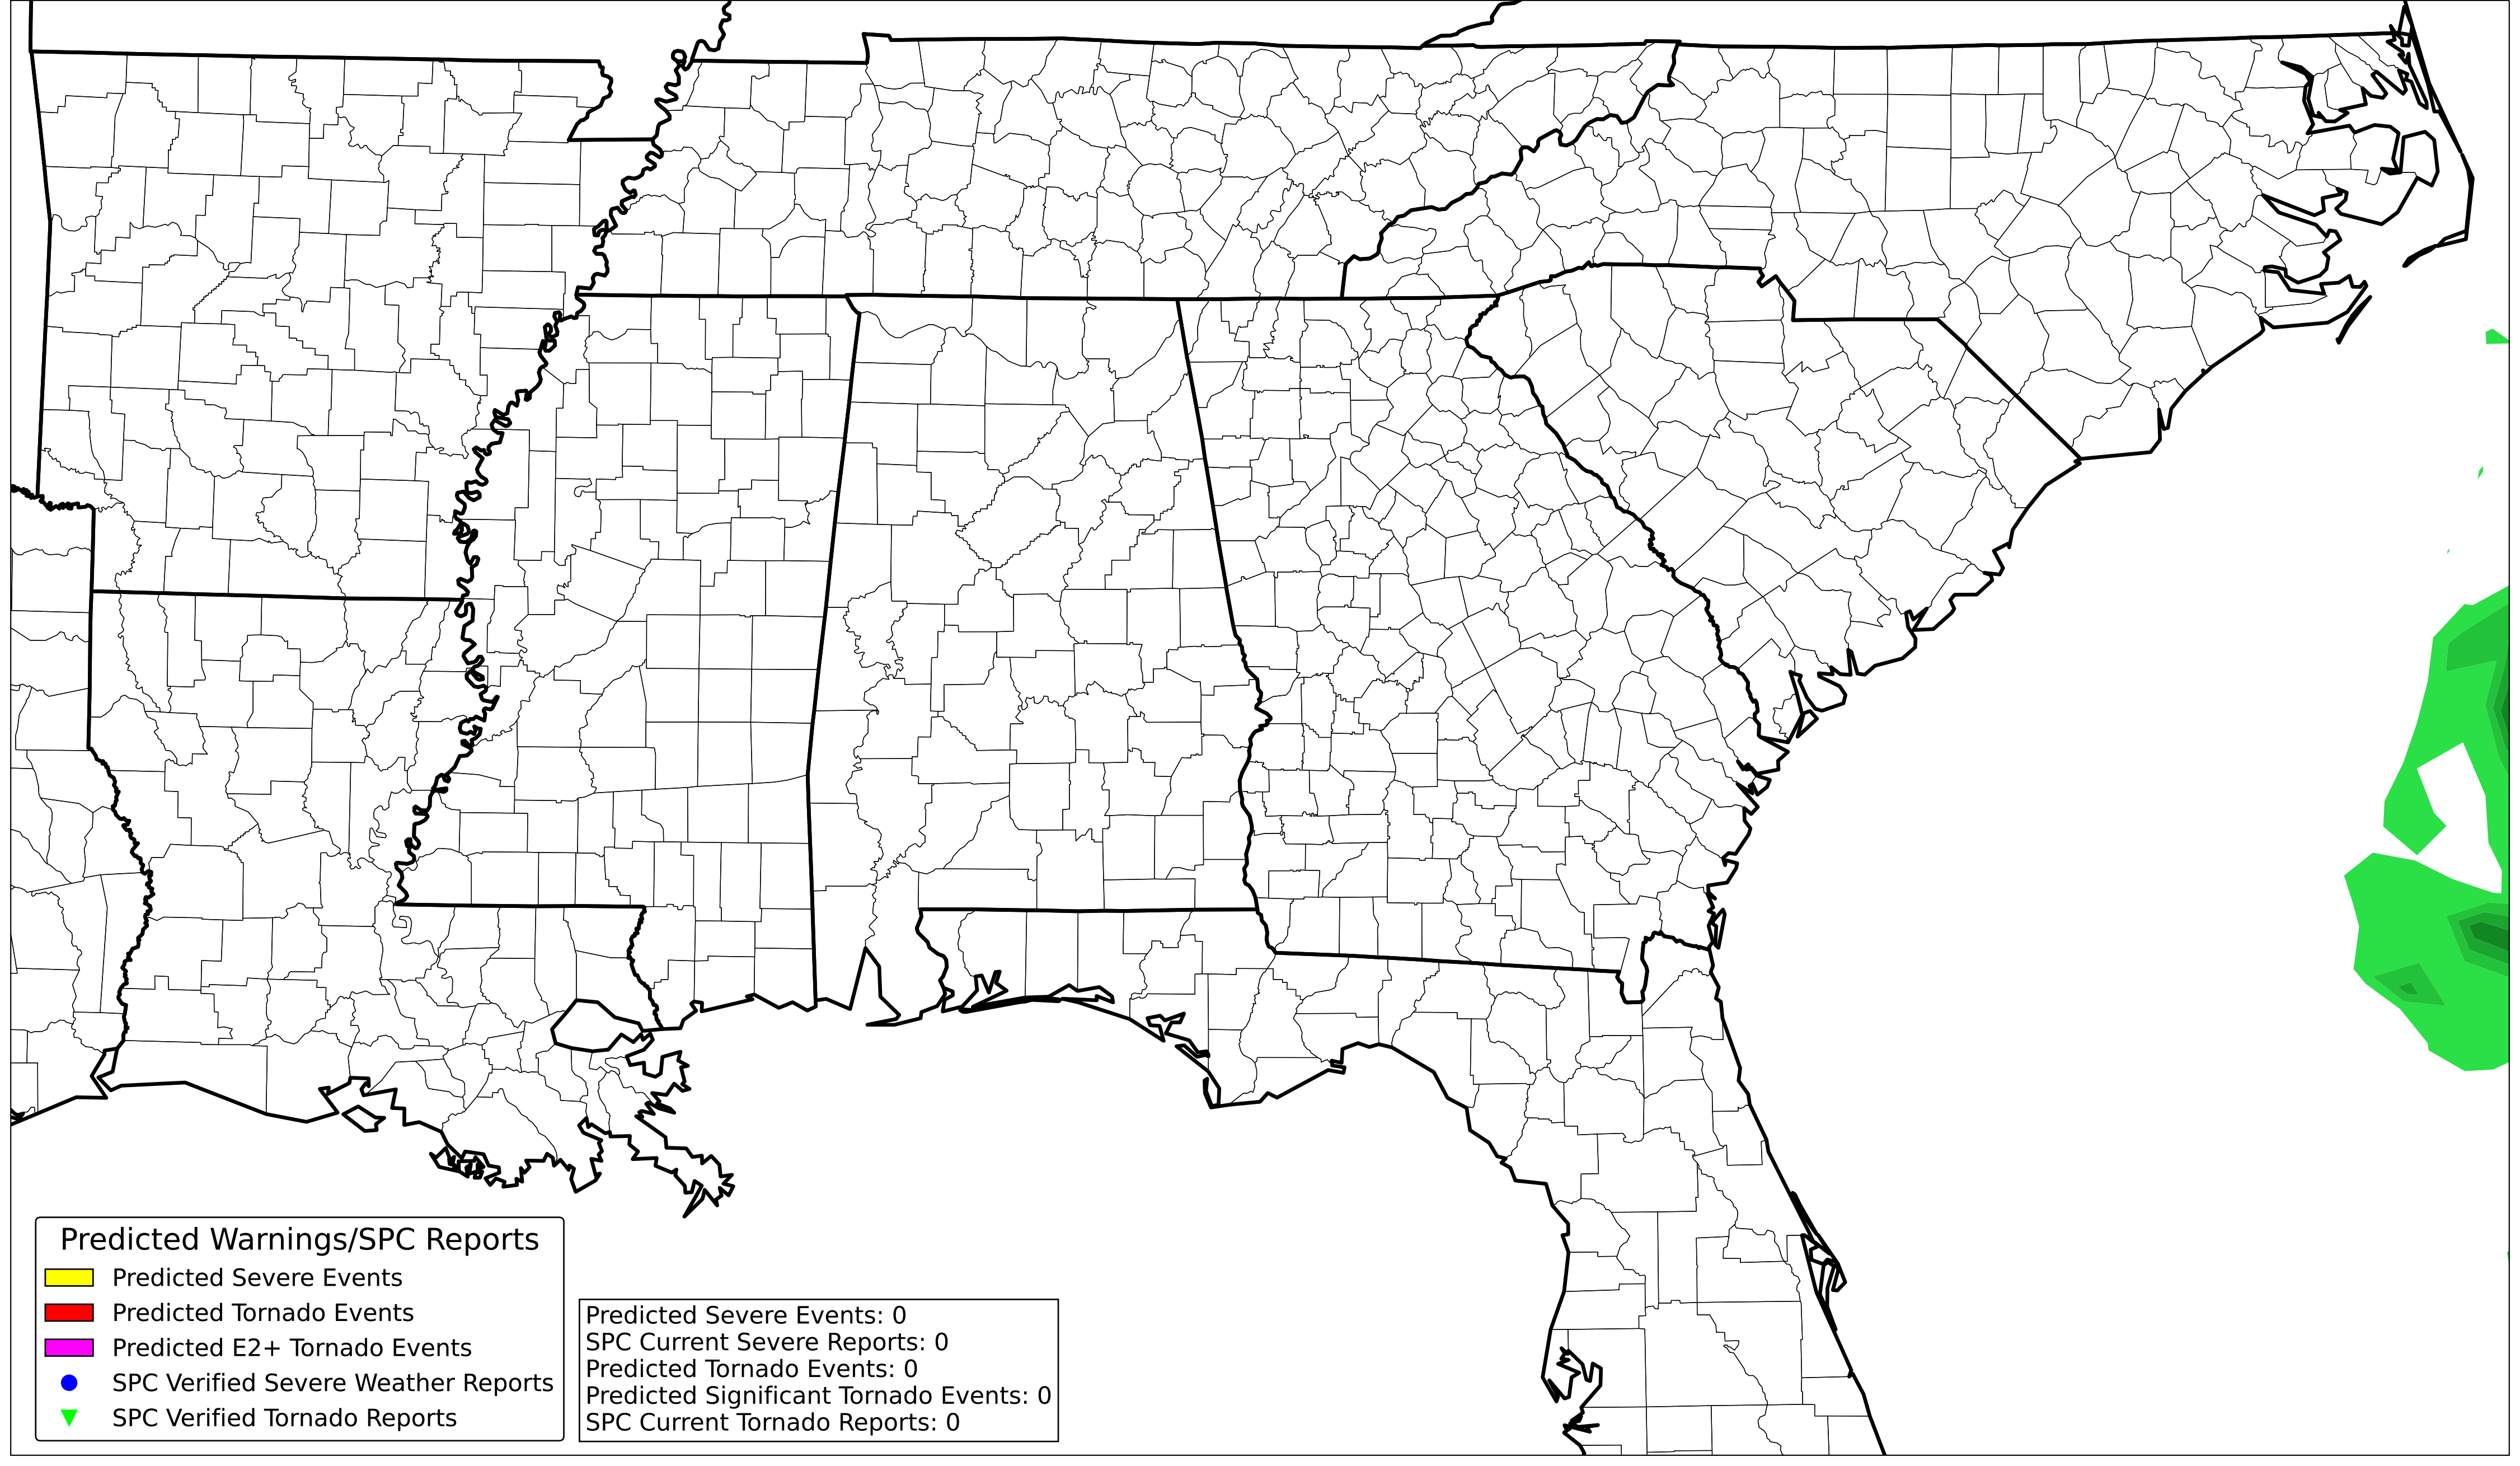 Predicted Warnings/SPC Reports
Predicted Severe Events
Predicted Tornado Events
Predicted E2+ Tornado Events
SPC Verified Severe Weather Reports
SPC Verified Tornado Reports
Predicted Severe Events: 0
SPC Current Severe Reports: 0
Predicted Tornado Events: 0
Predicted Significant Tornado Events: 0
SPC Current Tornado Reports: 0